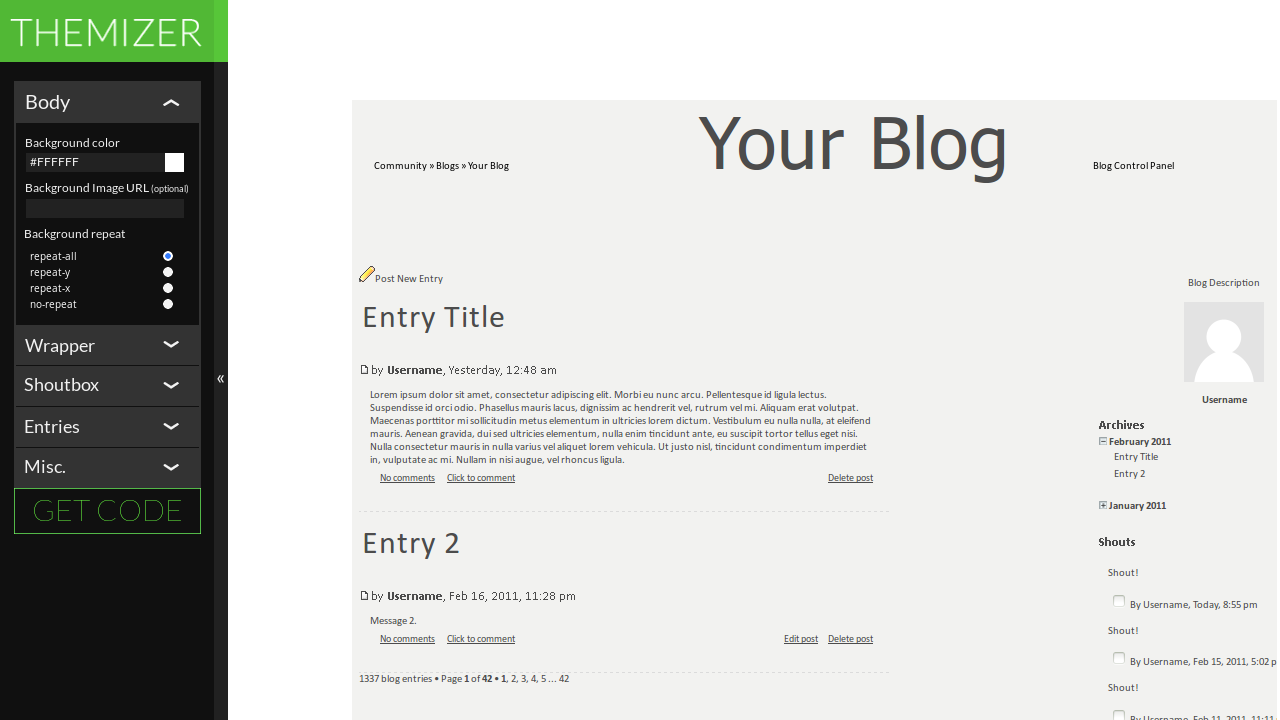 THEMIZER
Body
Background color
#FFFFFF
Background Image URL (optional)
Background repeat
repeat-all
repeat-y
repeat-x
no-repeat
Wrapper
Shoutbox
Entries
Misc.
GET CODE
«
Your Blog
Community » Blogs » Your Blog
Blog Control Panel
Post New Entry
Entry Title
by Username, Yesterday, 12:48 am
Lorem ipsum dolor sit amet, consectetur adipiscing elit. Morbi eu nunc arcu. Pellentesque id ligula lectus.
Suspendisse id orci odio. Phasellus mauris lacus, dignissim ac hendrerit vel, rutrum vel mi. Aliquam erat volutpat.
Maecenas porttitor mi sollicitudin metus elementum in ultricies lorem dictum. Vestibulum eu nulla nulla, at eleifend
mauris. Aenean gravida, dui sed ultricies elementum, nulla enim tincidunt ante, eu suscipit tortor tellus eget nisi.
Nulla consectetur mauris in nulla varius vel aliquet lorem vehicula. Ut justo nisl, tincidunt condimentum imperdiet
in, vulputate ac mi. Nullam in nisi augue, vel rhoncus ligula.
No comments Click to comment Delete post
Entry 2
by Username, Feb 16, 2011, 11:28 pm
Message 2.
No comments Click to comment Edit post Delete post
1337 blog entries • Page 1 of 42 • 1, 2, 3, 4, 5 ... 42
Blog Description
Username
Archives
February 2011
Entry Title
Entry 2
January 2011
Shouts
Shout!
By Username, Today, 8:55 pm
Shout!
By Username, Feb 15, 2011, 5:02 p
Shout!
By Username, Feb 11, 2011, 11:11